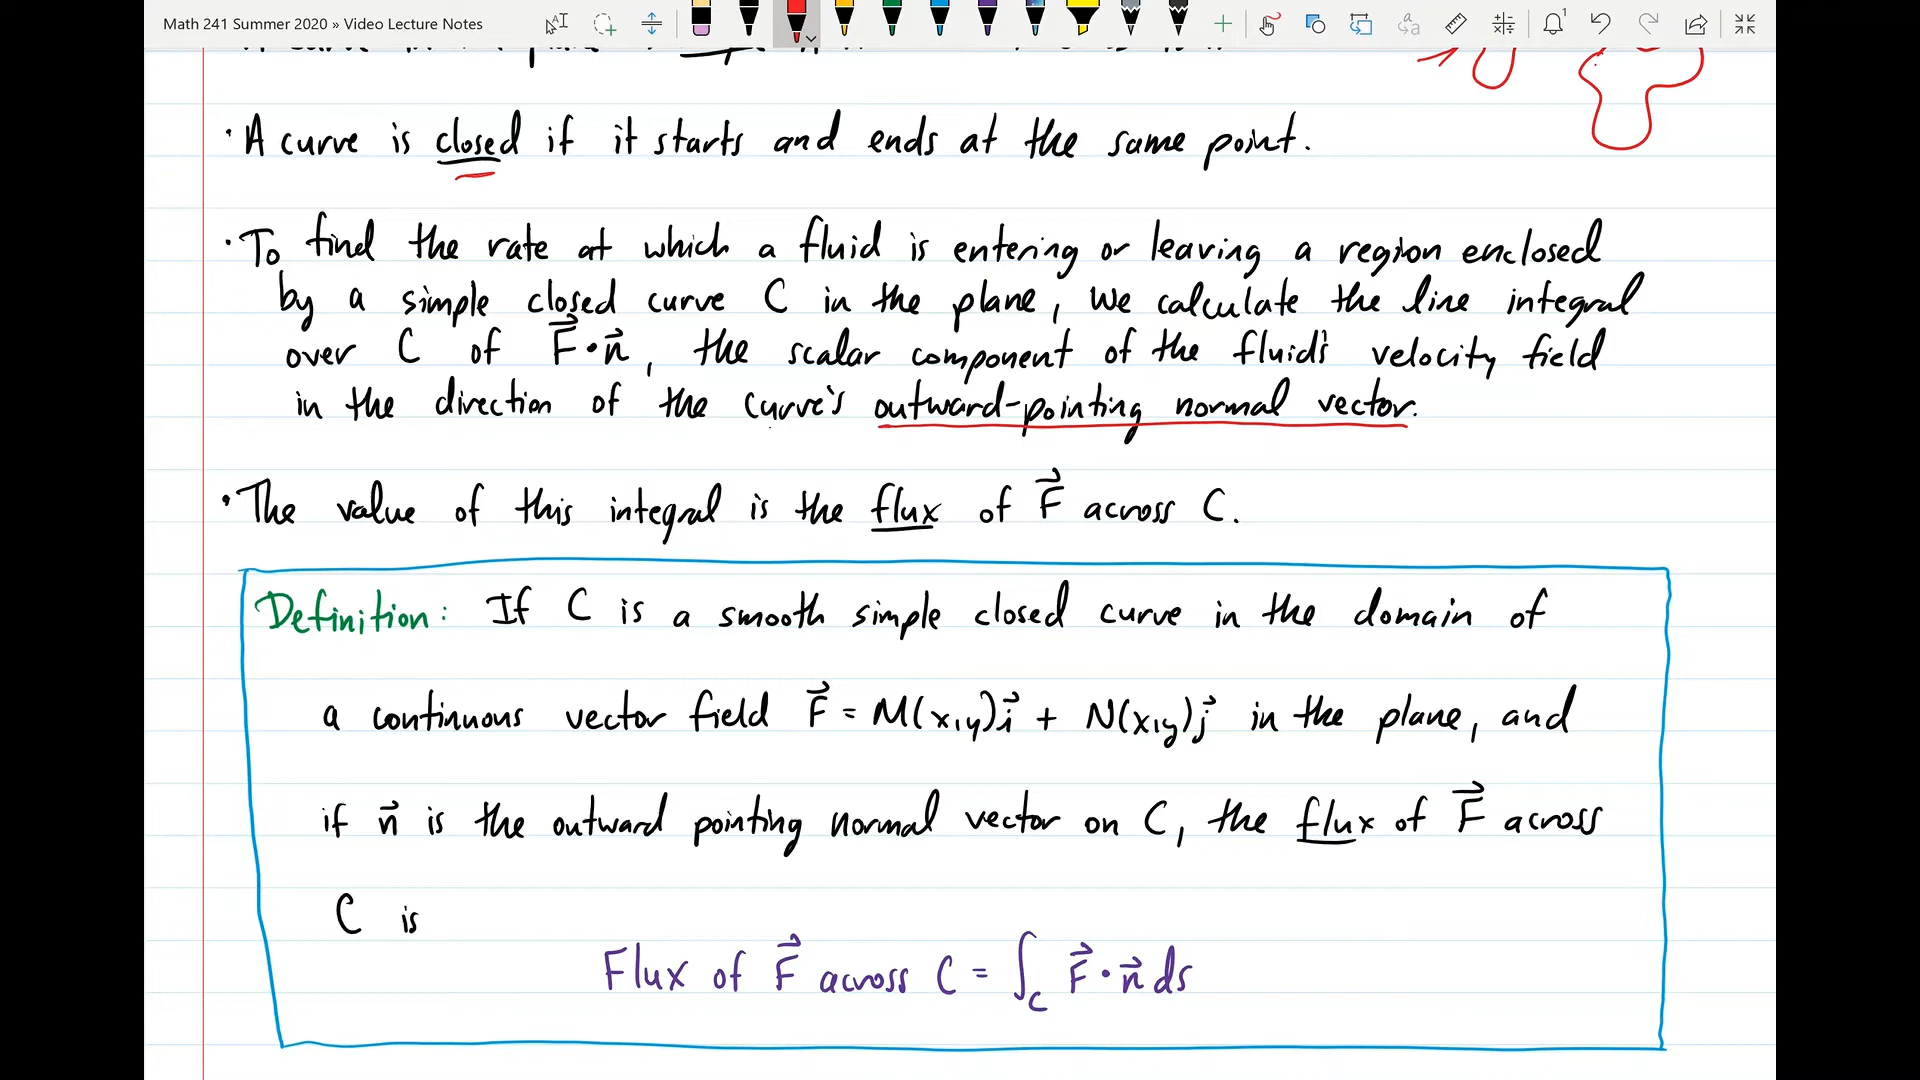 Math 241 Summer 2020 » Video Lecture Notes
· A curve is closed if it starts and ends at the same point.
· To find the rate at which a fluid is entering or leaving a region enclosed
by a simple closed curve C in the plane, we calculate the line integral
over C of F⃗ • n⃗, the scalar component of the fluid's velocity field
in the direction of the curve's outward-pointing normal vector.
· The value of this integral is the flux of F⃗ across C.
Definition: If C is a smooth simple closed curve in the domain of
a continuous vector field F⃗ = M(x,y)i⃗ + N(x,y)j⃗ in the plane, and
if n⃗ is the outward pointing normal vector on C, the flux of F⃗ across
C is
Flux of F⃗ across C = ∫_C F⃗ • n⃗ ds